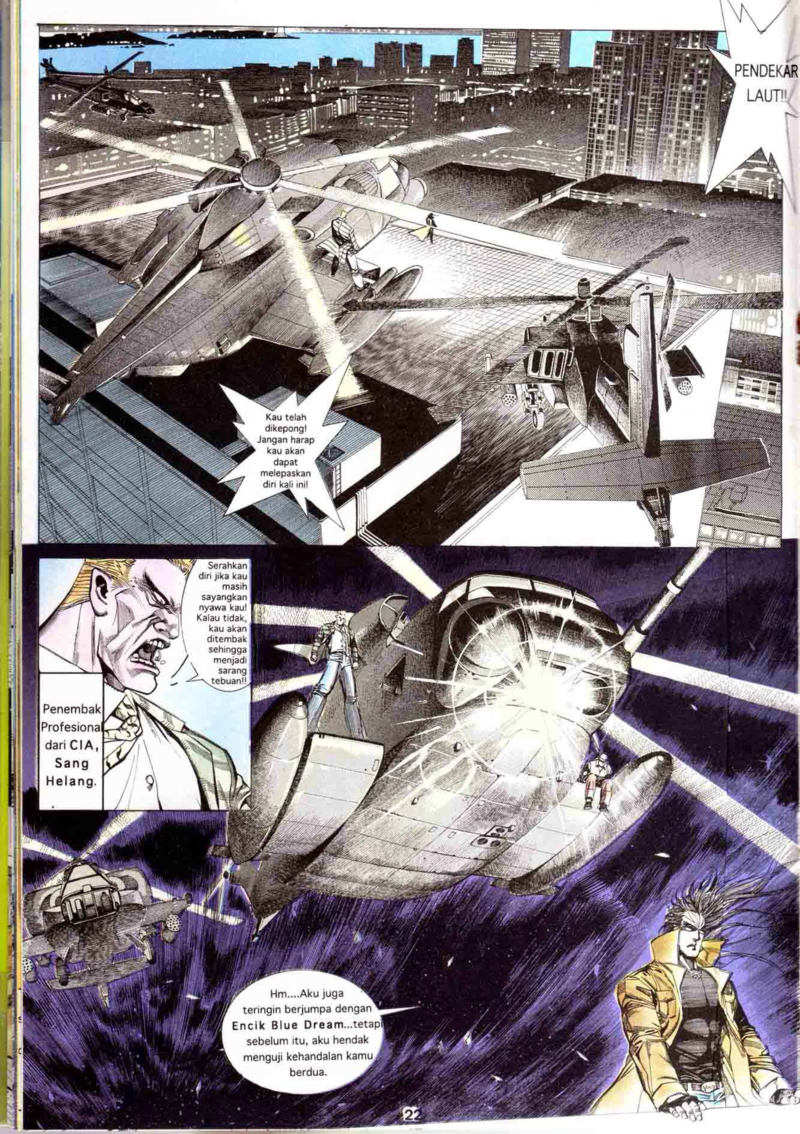 PENDEKAR
LAUT!!
Kau telah
dikepong!
Jangan harap
kau akan
dapat
melepaskan
diri kali ini!
Serahkan
diri jika kau
masih
sayangkan
nyawa kau!
Kalau tidak,
kau akan
ditembak
sehingga
menjadi
sarang
tebuan!!
Penembak
Profesional
dari CIA,
Sang
Helang.
Hm....Aku juga
teringin berjumpa dengan
Encik Blue Dream...tetapi
sebelum itu, aku hendak
menguji kehandalan kamu
berdua.
22